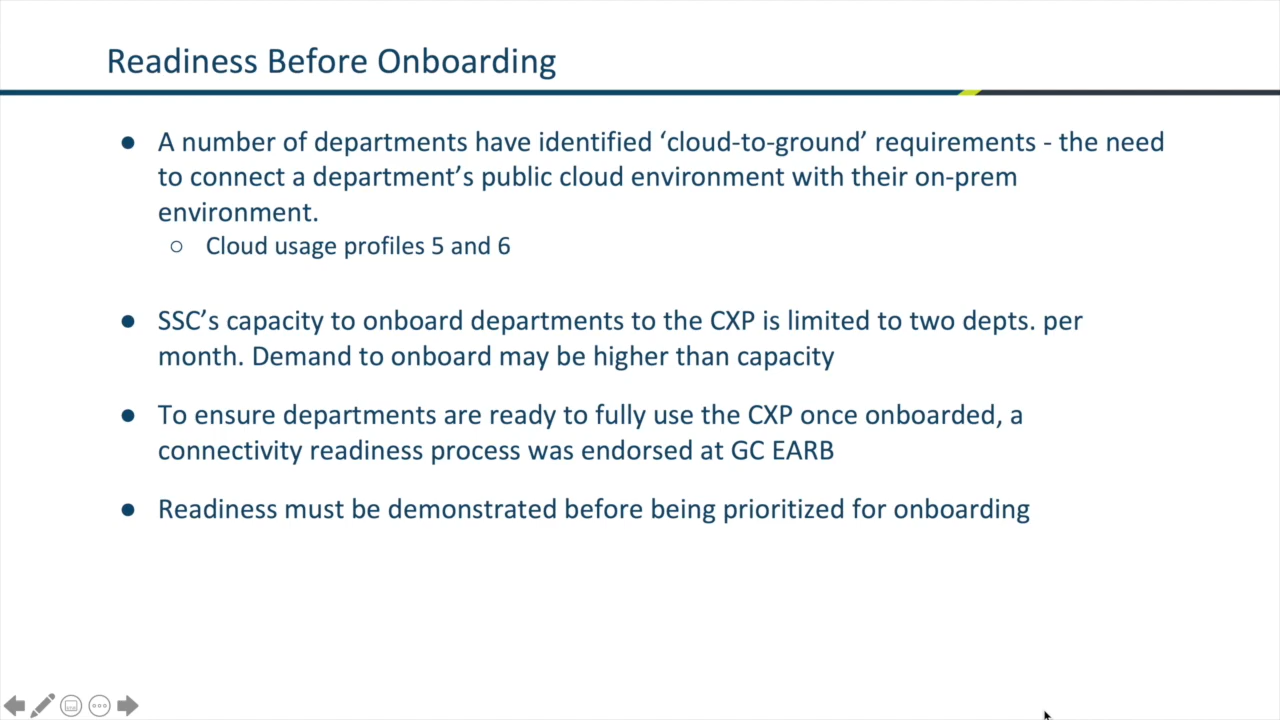 Readiness Before Onboarding
● A number of departments have identified ‘cloud-to-ground’ requirements - the need
to connect a department’s public cloud environment with their on-prem
environment.
○ Cloud usage profiles 5 and 6
● SSC’s capacity to onboard departments to the CXP is limited to two depts. per
month. Demand to onboard may be higher than capacity
● To ensure departments are ready to fully use the CXP once onboarded, a
connectivity readiness process was endorsed at GC EARB
● Readiness must be demonstrated before being prioritized for onboarding